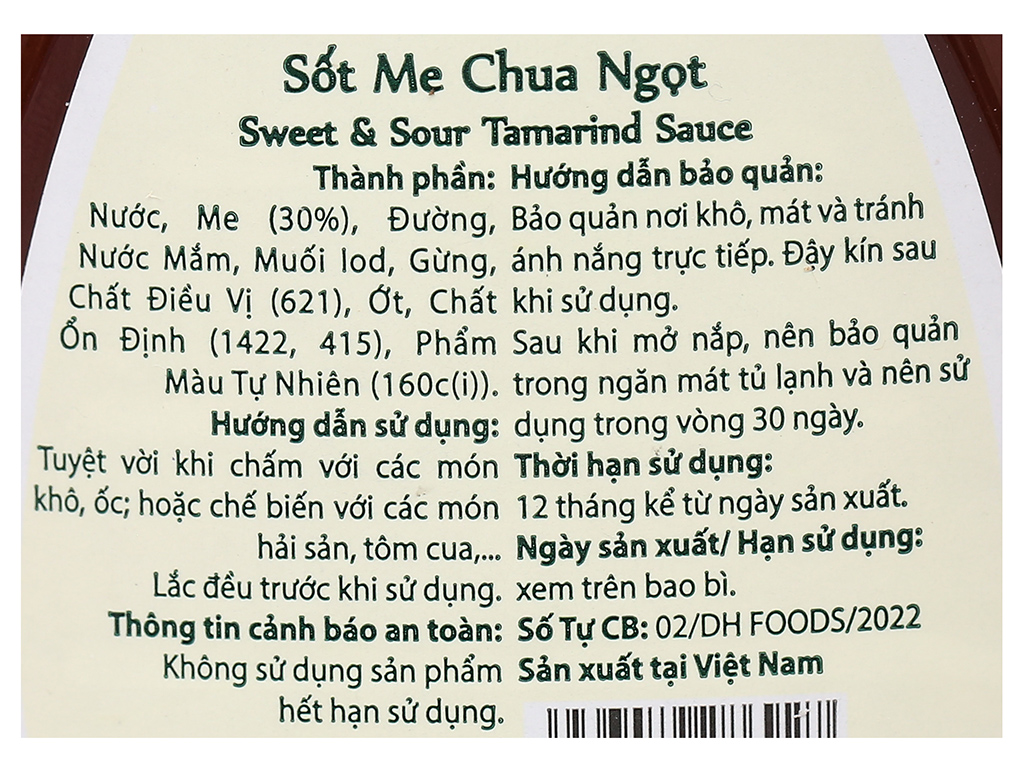 Sốt Mẹ Chua Ngọt
Sweet & Sour Tamarind Sauce
Thành phần:
Nước, Me (30%), Đường,
Nước Mắm, Muối Iod, Gừng,
Chất Điều Vị (621), Ớt, Chất
Ổn Định (1422, 415), Phẩm
Màu Tự Nhiên (160c(i)).
Hướng dẫn sử dụng:
Tuyệt vời khi chấm với các món
khô, ốc; hoặc chế biến với các món
hải sản, tôm cua,...
Lắc đều trước khi sử dụng.
Thông tin cảnh báo an toàn:
Không sử dụng sản phẩm
hết hạn sử dụng.
Hướng dẫn bảo quản:
Bảo quản nơi khô, mát và tránh
ánh nắng trực tiếp. Đậy kín sau
khi sử dụng.
Sau khi mở nắp, nên bảo quản
trong ngăn mát tủ lạnh và nên sử
dụng trong vòng 30 ngày.
Thời hạn sử dụng:
12 tháng kể từ ngày sản xuất.
Ngày sản xuất/ Hạn sử dụng:
xem trên bao bì.
Số Tự CB: 02/DH FOODS/2022
Sản xuất tại Việt Nam